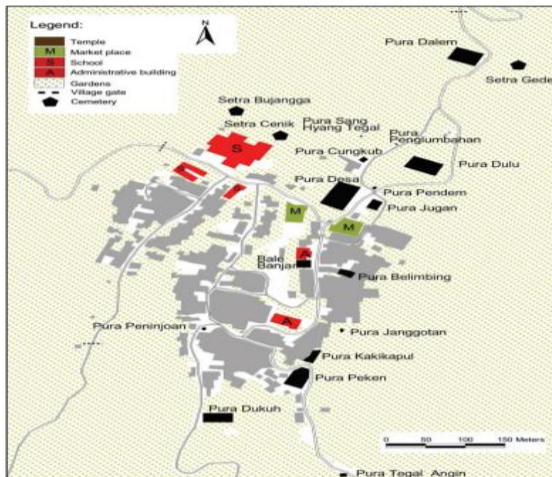 Legend:
Temple
M Market place
S School
A Administrative building
Gardens
Village gate
Cemetery
N
Pura Dalem
Setra Gede
Setra Bujangga
Setra Cenik
Pura Sang
Hyang Tegal
Pura
Penglumbahan
Pura Cungkub
Pura Dulu
S
Pura Desa
Pura Pendem
Pura Jugan
M
M
A
Bale
Banjar
Pura Belimbing
A
Pura Peninjoan
Pura Janggotan
Pura Kakikapul
Pura Peken
Pura Dukuh
0 50 100 150
Meters
Pura Tegal Angin